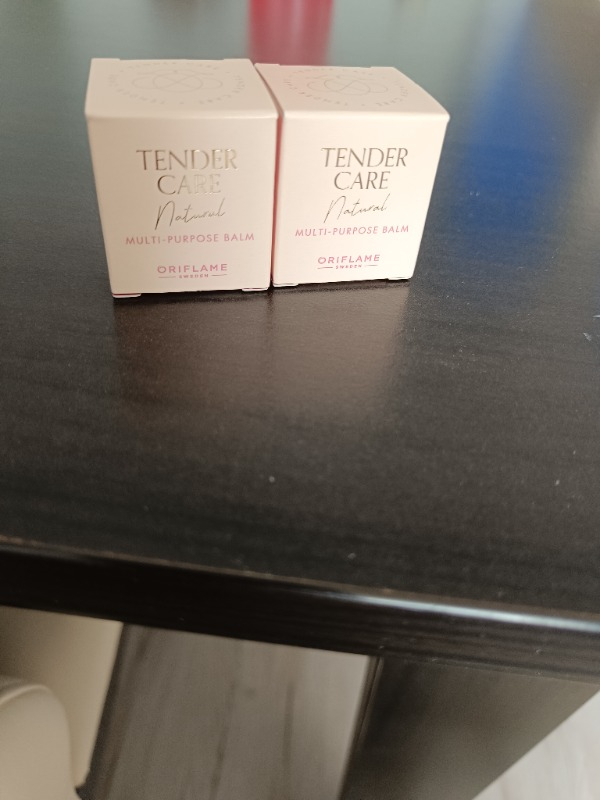 TENDER
CARE
Natural
MULTI-PURPOSE BALM
ORIFLAME
SWEDEN
TENDER
CARE
Natural
MULTI-PURPOSE BALM
ORIFLAME
SWEDEN